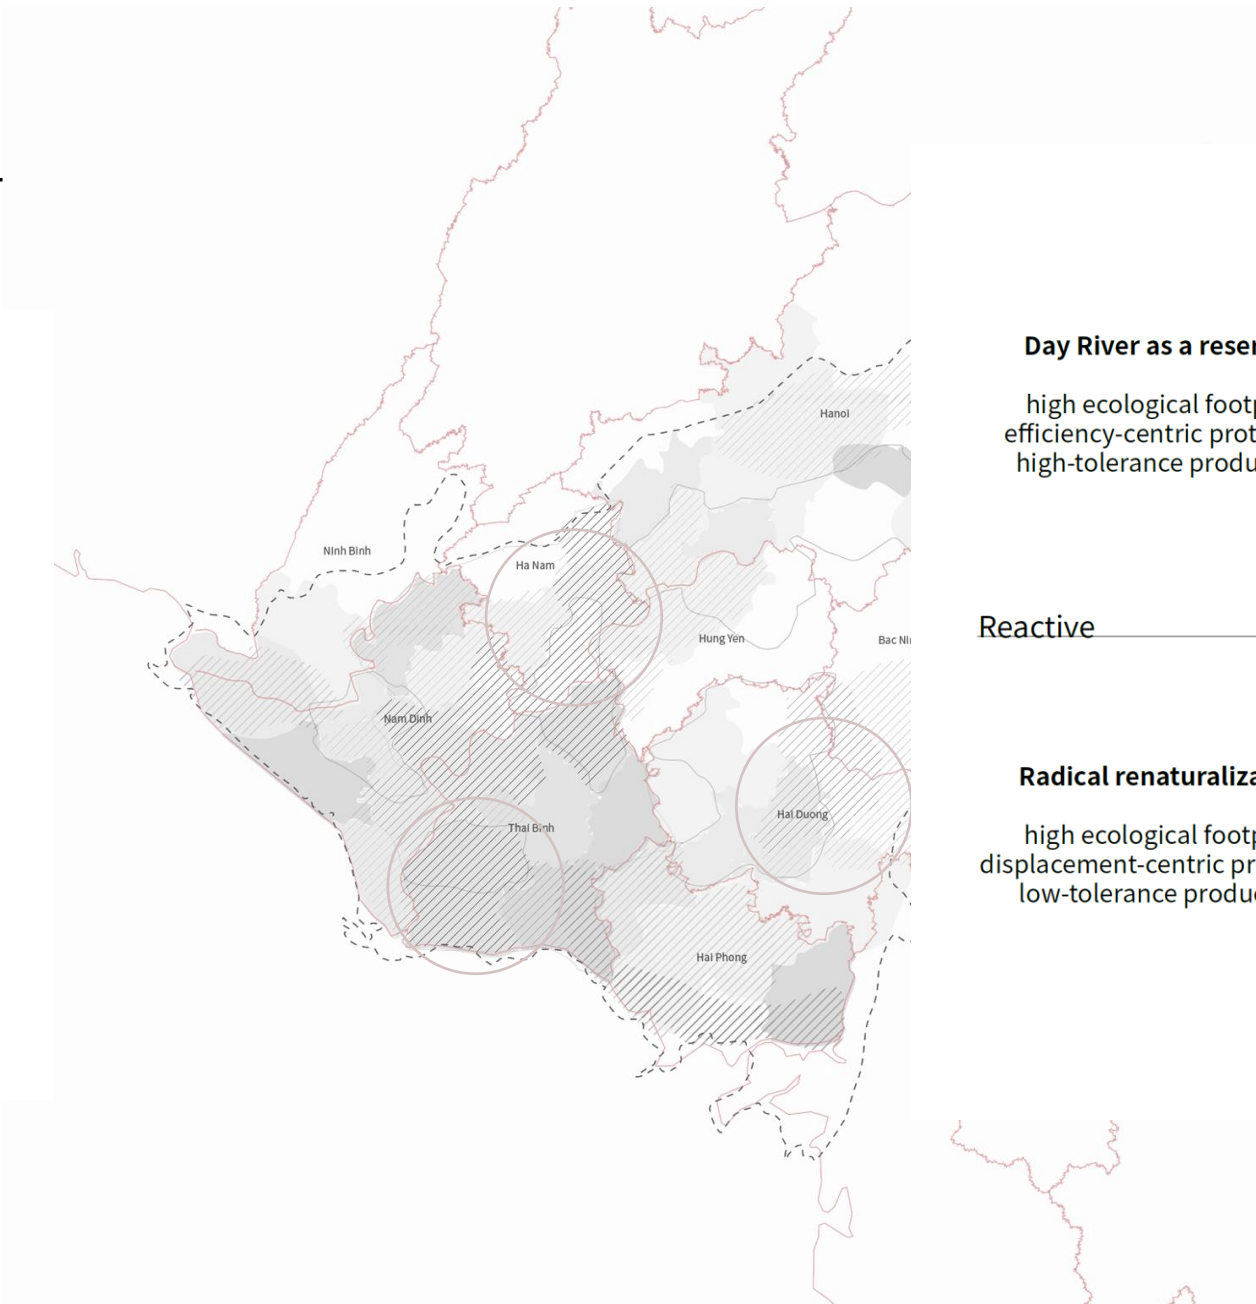 Hanoi
Ninh Binh
Ha Nam
Hung Yen
Bac Nin
Nam Dinh
Hai Duong
Thai Binh
Hai Phong
Day River as a reser
high ecological footp
efficiency-centric prot
high-tolerance produ
Reactive
Radical renaturaliza
high ecological footp
displacement-centric pr
low-tolerance produc